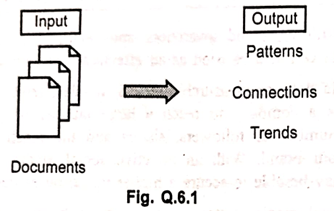 Input
Output
Patterns
Connections
Trends
Documents
Fig. Q.6.1